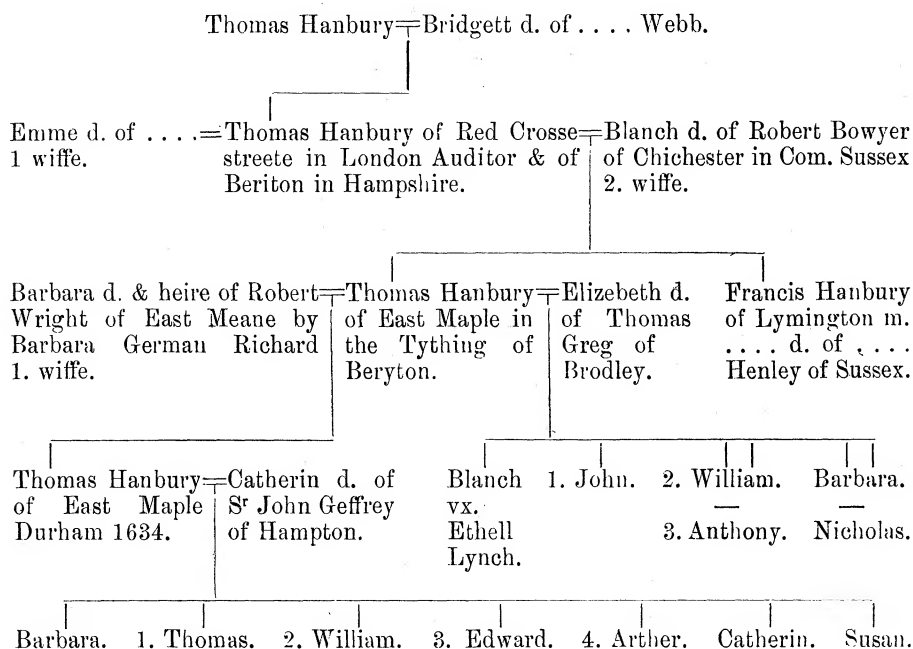 Thomas Hanbury=Bridgett d. of .... Webb.
Emme d. of ....=
1 wiffe.
Thomas Hanbury of Red Crosse=
streete in London Auditor & of
Beriton in Hampshire.
Blanch d. of Robert Bowyer
of Chichester in Com. Sussex
2. wiffe.
Barbara d. & heire of Robert=
Wright of East Meane by
Barbara German Richard
1. wiffe.
Thomas Hanbury=
of East Maple in
the Tything of
Beryton.
Elizebeth d.
of Thomas
Greg of
Brodley.
Francis Hanbury
of Lymington m.
.... d. of ....
Henley of Sussex.
Thomas Hanbury=
of East Maple
Durham 1634.
Catherin d. of
Sr John Geffrey
of Hampton.
Blanch
vx.
Ethell
Lynch.
1. John.
2. William.
—
3. Anthony.
Barbara.
—
Nicholas.
Barbara. 1. Thomas. 2. William. 3. Edward. 4. Arther. Catherin. Susan.